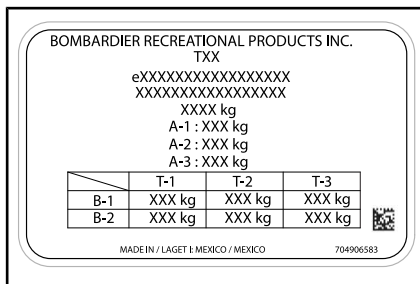 BOMBARDIER RECREATIONAL PRODUCTS INC.
TXX
eXXXXXXXXXXXXXXXXX
XXXXXXXXXXXXXXXXX
XXXX kg
A-1 : XXX kg
A-2 : XXX kg
A-3 : XXX kg
T-1 T-2 T-3
B-1 XXX kg XXX kg XXX kg
B-2 XXX kg XXX kg XXX kg
MADE IN / LAGET I: MEXICO / MEXICO 704906583